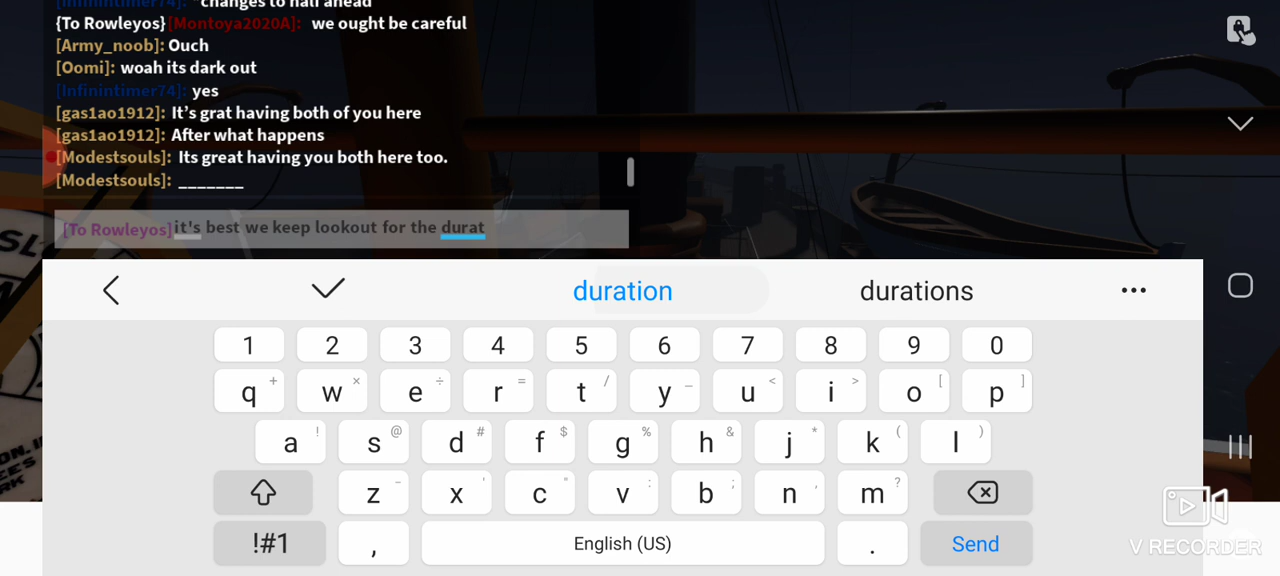 [Infinintimer74]: *changes to half ahead
{To Rowleyos}[Montoya2020A]: we ought be careful
[Army_noob]: Ouch
[Oomi]: woah its dark out
[Infinintimer74]: yes
[gas1ao1912]: It's grat having both of you here
[gas1ao1912]: After what happens
[Modestsouls]: Its great having you both here too.
[Modestsouls]: _______
[To Rowleyos] it's best we keep lookout for the durat
duration durations •••
1 2 3 4 5 6 7 8 9 0
q + w × e ÷ r = t / y _ u < i > o [ p ]
a ! s @ d # f $ g % h & j * k ( l )
z - x ' c " v : b ; n , m ?
!#1 , English (US) . Send
V RECORDER